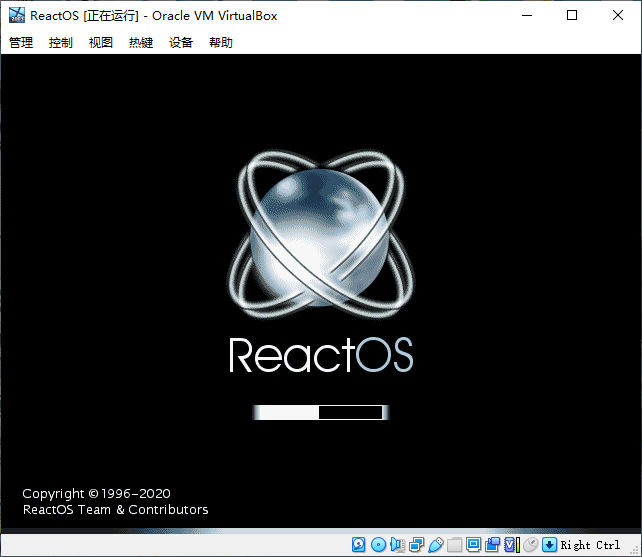 ReactOS [正在运行] - Oracle VM VirtualBox
管理 控制 视图 热键 设备 帮助
ReactOS
Copyright © 1996-2020
ReactOS Team & Contributors
Right Ctrl